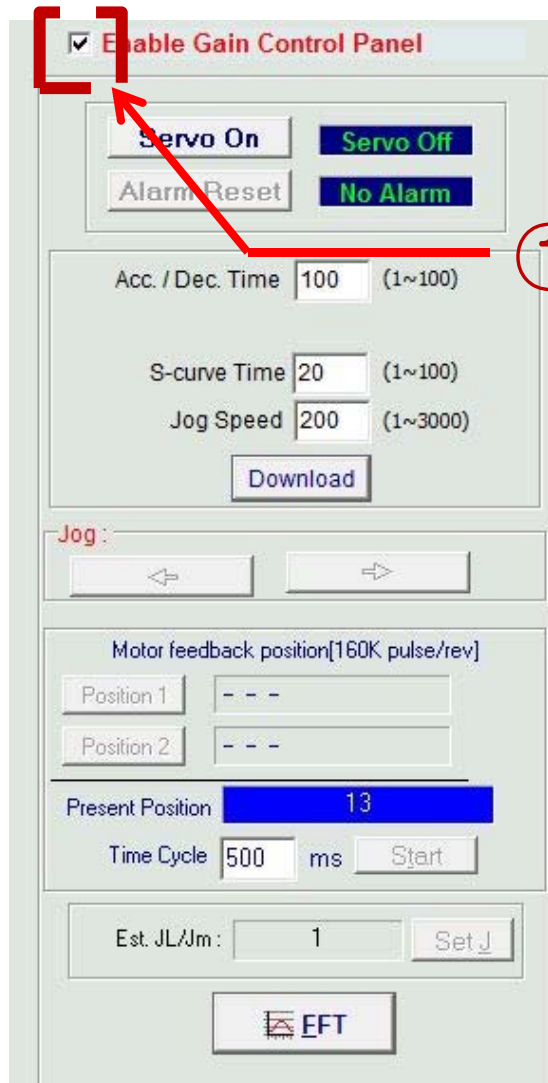 Enable Gain Control Panel
Servo On Servo Off
Alarm Reset No Alarm
1
Acc. / Dec. Time 100 (1~100)
S-curve Time 20 (1~100)
Jog Speed 200 (1~3000)
Download
Jog :
Motor feedback position[160K pulse/rev]
Position 1 - - -
Position 2 - - -
Present Position 13
Time Cycle 500 ms Start
Est. JL/Jm : 1 Set J
FFT